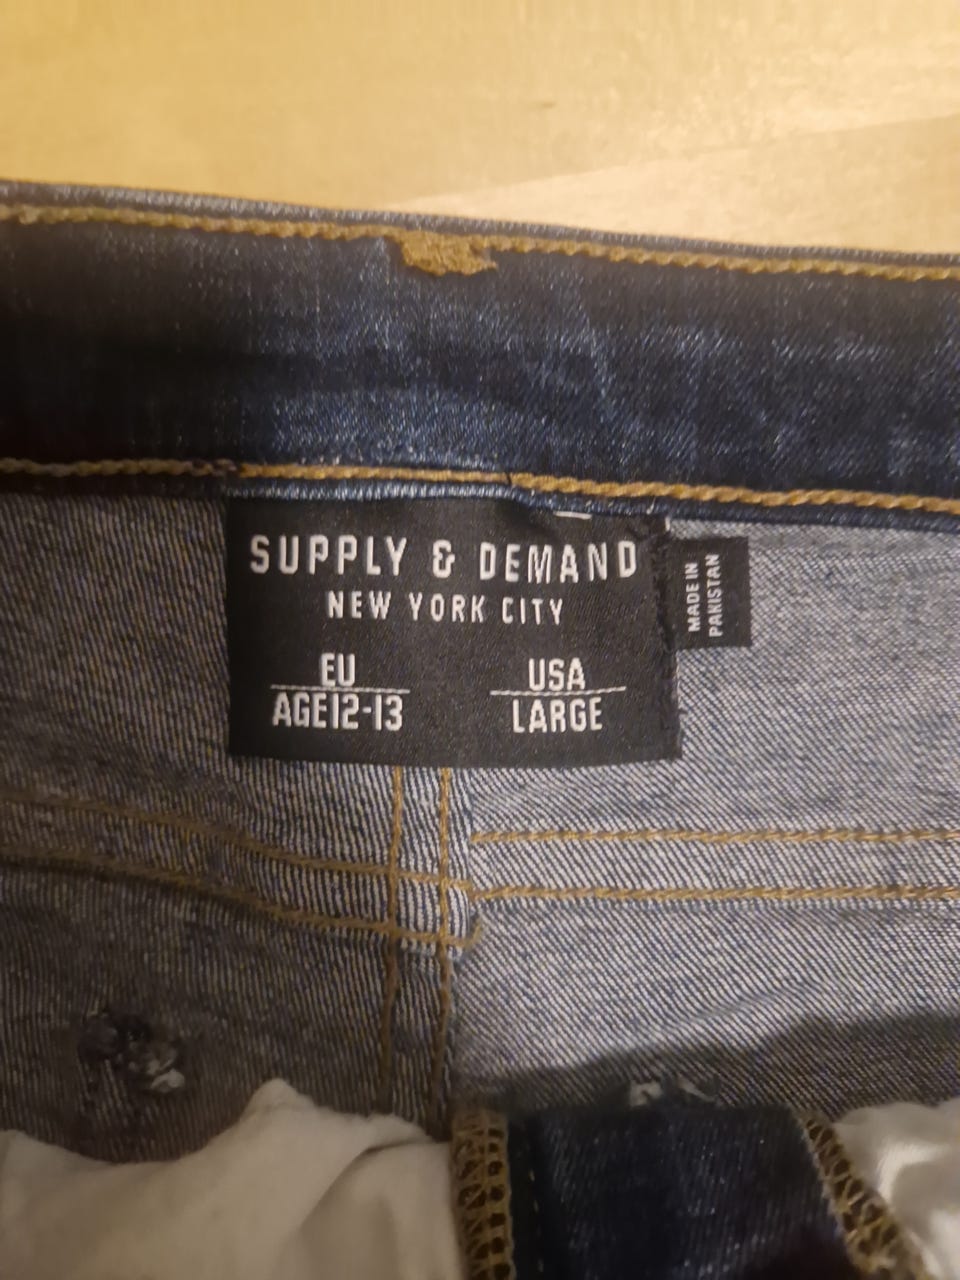 SUPPLY & DEMAND
NEW YORK CITY
EU
AGE12-13
USA
LARGE
MADE IN
PAKISTAN